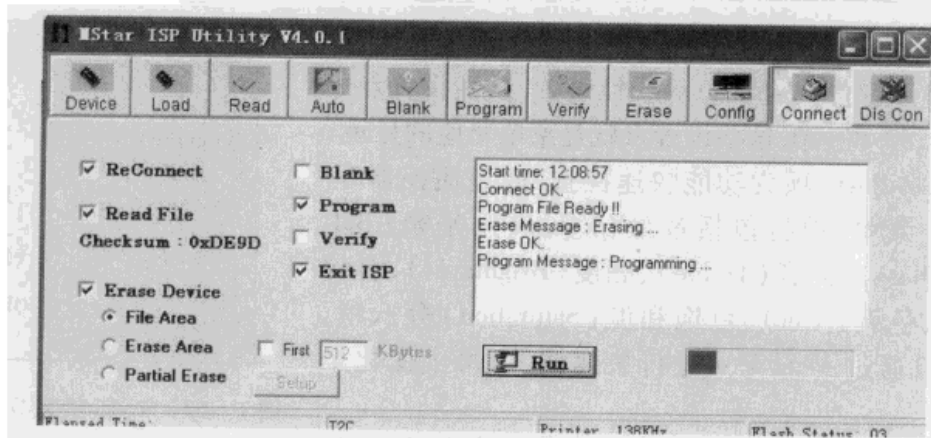 MStar ISP Utility V4.0.1
Device Load Read Auto Blank Program Verify Erase Config Connect Dis Con
ReConnect
Read File
Checksum : 0xDE9D
Erase Device
File Area
Erase Area
Partial Erase
Blank
Program
Verify
Exit ISP
First 512 KBytes
Setup
Start time: 12:08:57
Connect OK.
Program File Ready !!
Erase Message : Erasing ...
Erase OK.
Program Message : Programming ...
Run
Elapsed Time: I2C Printer 138KHz Flash Status: 03